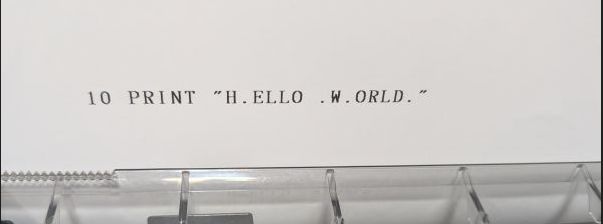 10 PRINT "H.ELLO .W.ORLD."